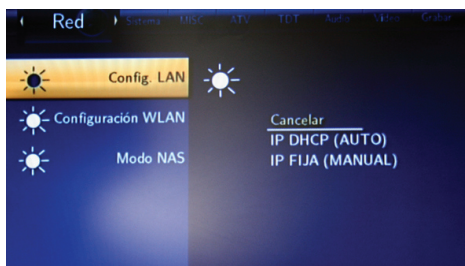 Red Sistema MISC ATV TDT Audio Video Grabar
Config. LAN
Configuración WLAN
Modo NAS
Cancelar
IP DHCP (AUTO)
IP FIJA (MANUAL)